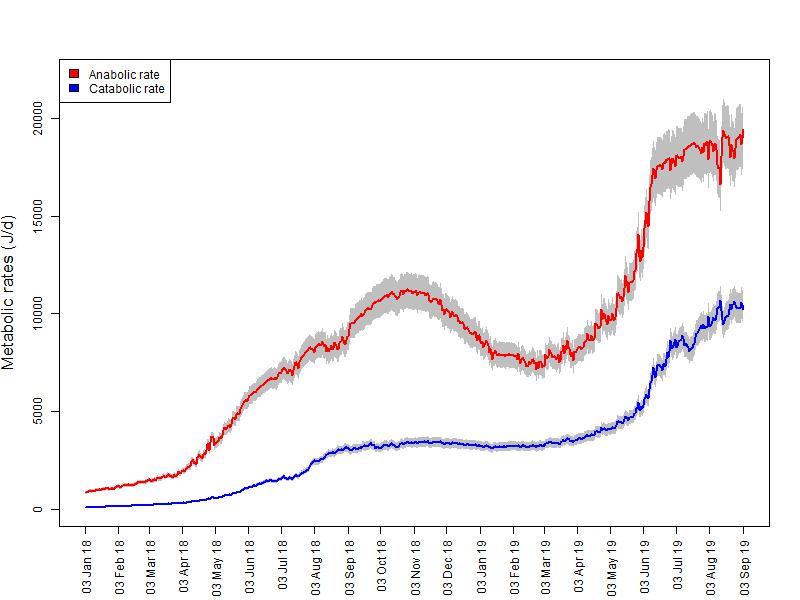 Anabolic rate
Catabolic rate
Metabolic rates (J/d)
20000
15000
10000
5000
0
03 Jan 18
03 Feb 18
03 Mar 18
03 Apr 18
03 May 18
03 Jun 18
03 Jul 18
03 Aug 18
03 Sep 18
03 Oct 18
03 Nov 18
03 Dec 18
03 Jan 19
03 Feb 19
03 Mar 19
03 Apr 19
03 May 19
03 Jun 19
03 Jul 19
03 Aug 19
03 Sep 19